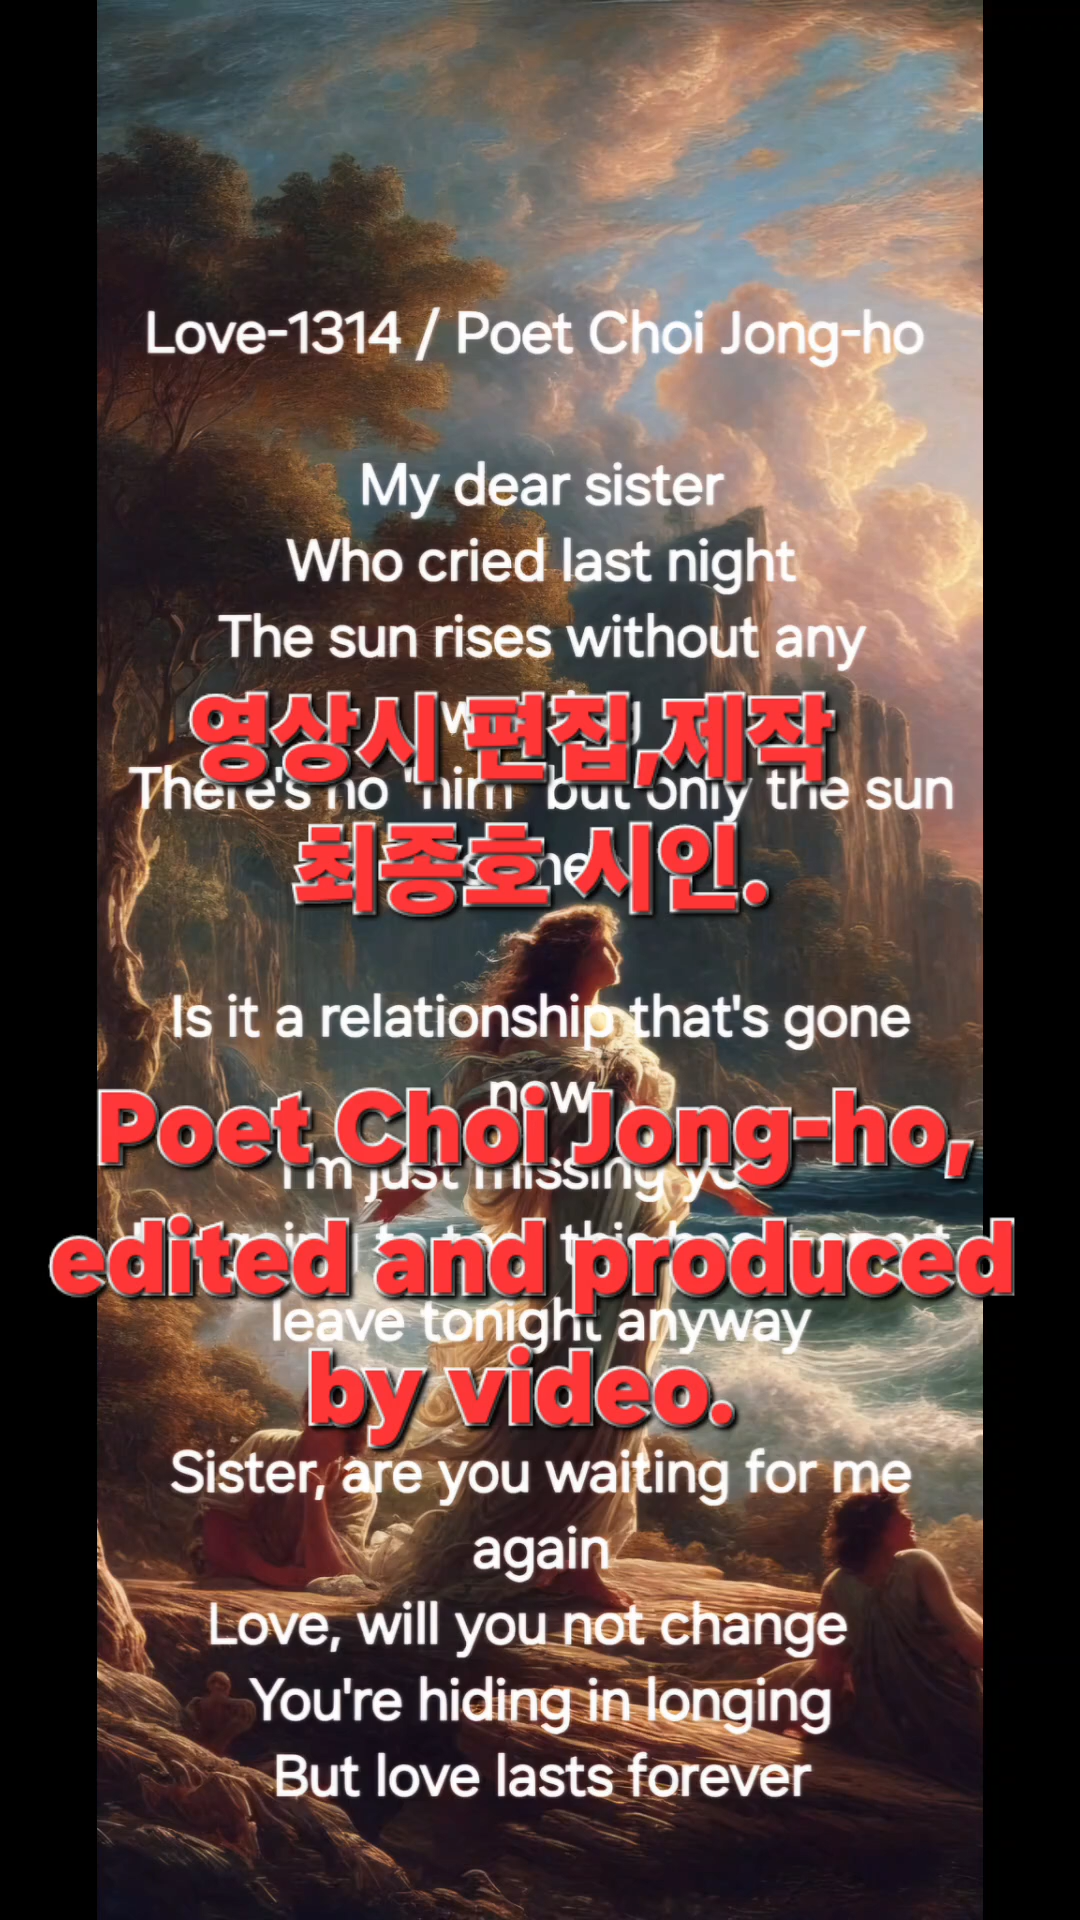 Love-1314 / Poet Choi Jong-ho
My dear sister
Who cried last night
The sun rises without any
영상시 편집,제작
There's no "him" but only the sun
최종호 시인.
Is it a relationship that's gone
now
Poet Choi Jong-ho,
I'm just missing
edited and produced
leave tonight anyway
by video.
Sister, are you waiting for me
again
Love, will you not change
You're hiding in longing
But love lasts forever